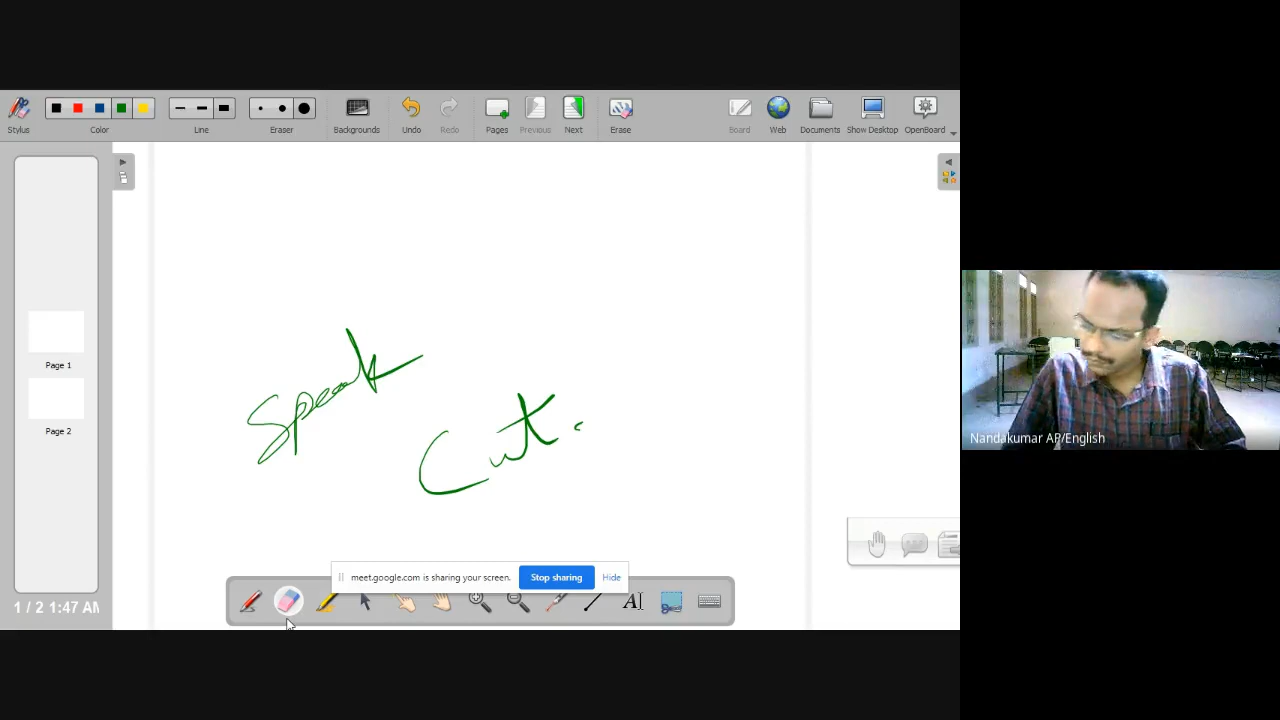 Stylus
Color
Line
Eraser
Backgrounds
Undo
Redo
Pages
Previous
Next
Erase
Board
Web
Documents
Show Desktop
OpenBoard
Page 1
Page 2
Speak
Cut.
Nandakumar AP/English
meet.google.com is sharing your screen.
Stop sharing
Hide
1 / 2 1:47 AM